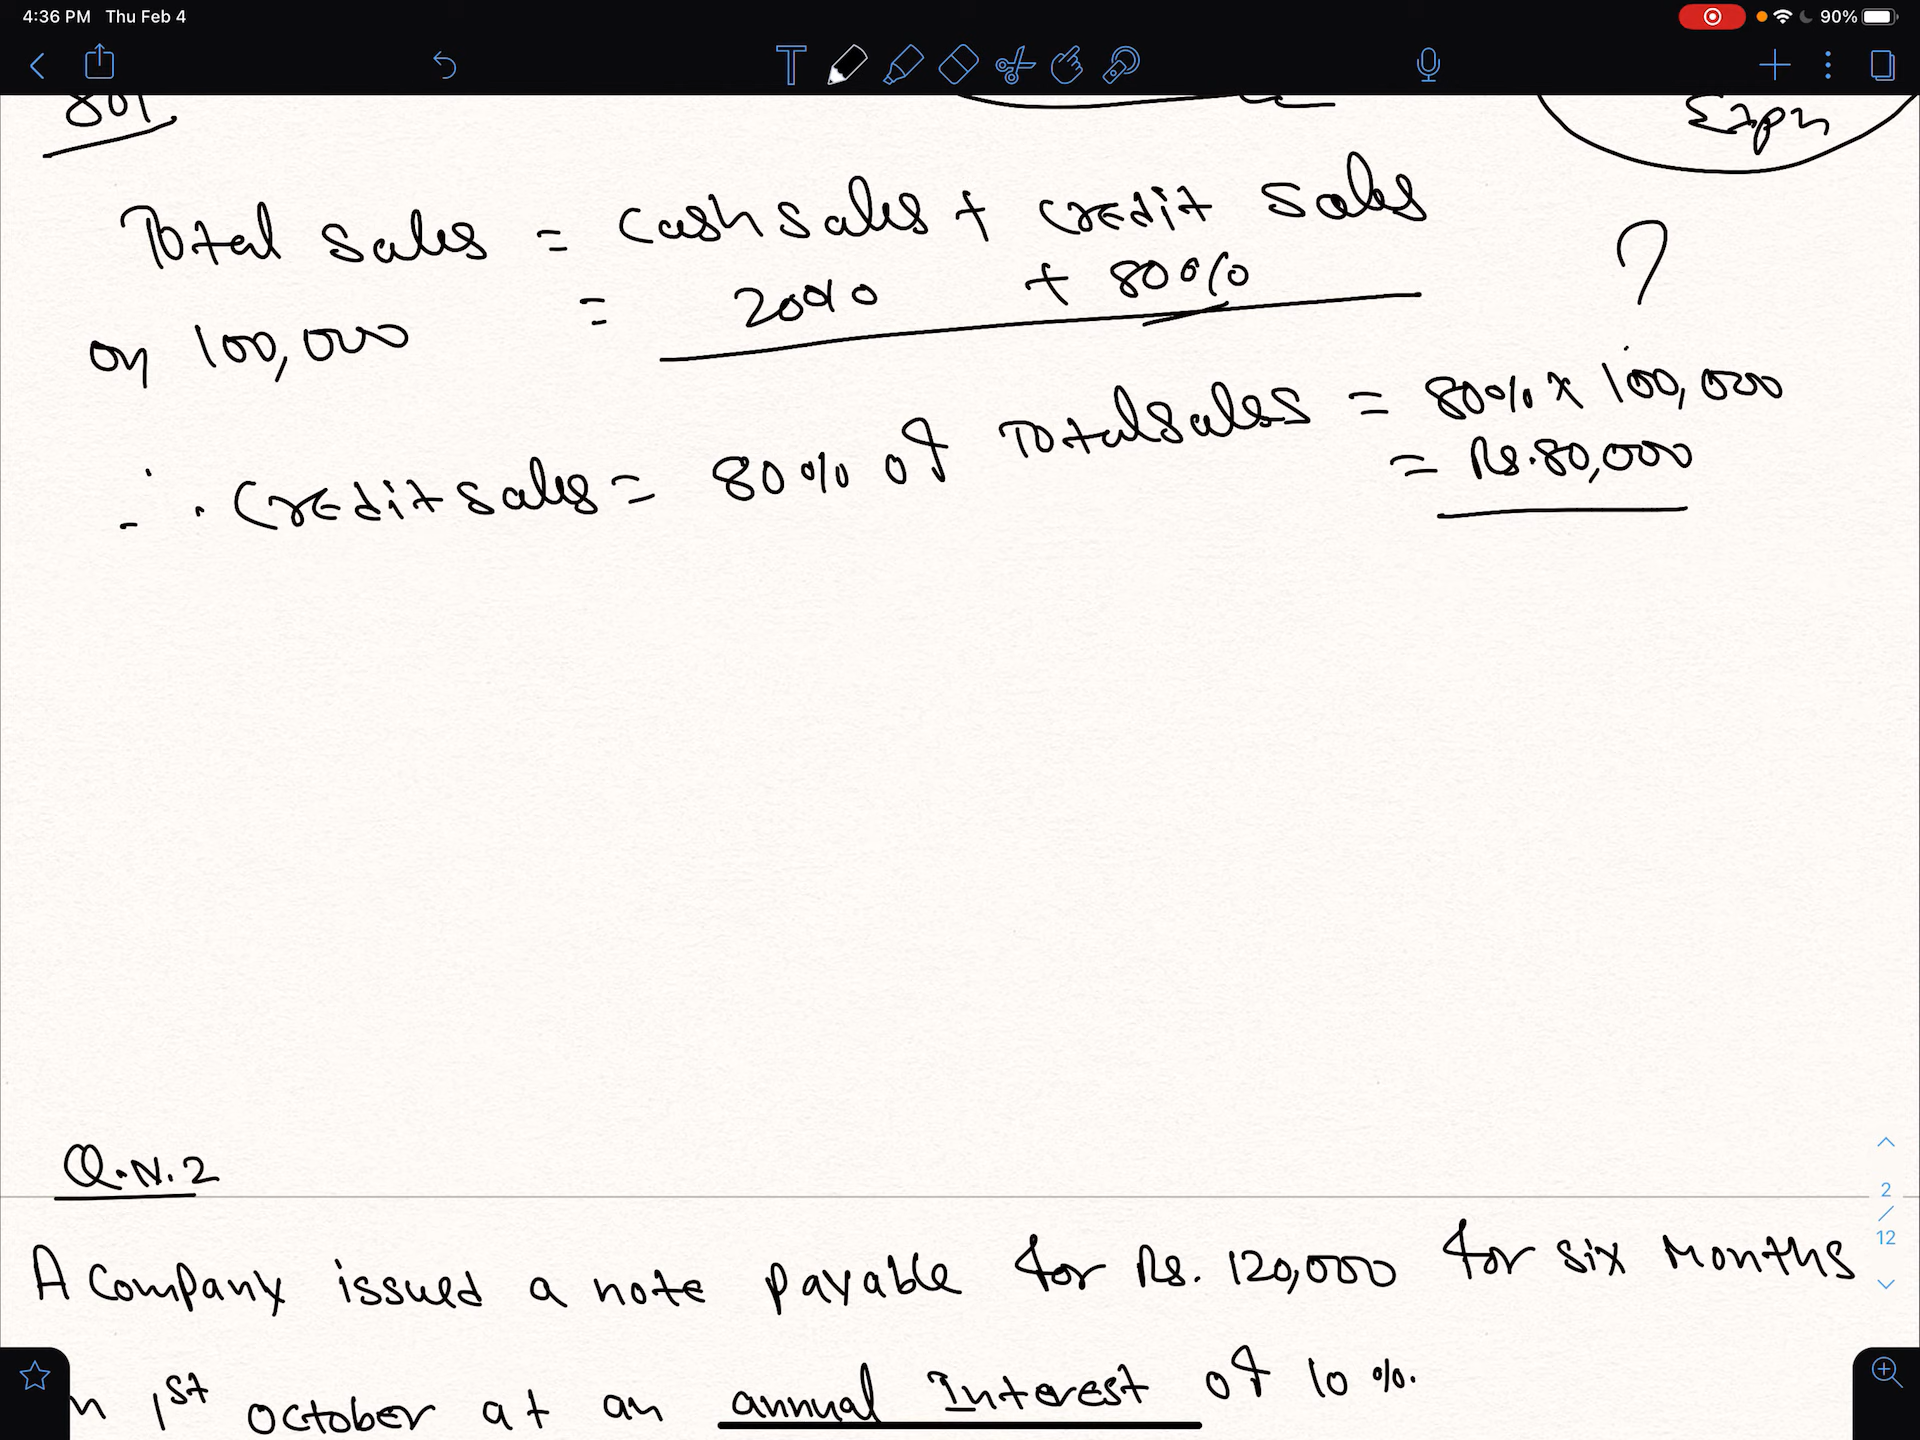 4:36 PM Thu Feb 4
90%
80%
Expn
Total sales = cash sales + credit sales
on 100,000 = 20% + 80% ?
∴ credit sales = 80% of Total sales = 80% x 100,000
= Rs. 80,000
Q.N.2
A company issued a note payable for Rs. 120,000 for six months
n 1st october at an annual Interest of 10%.
2
/
12